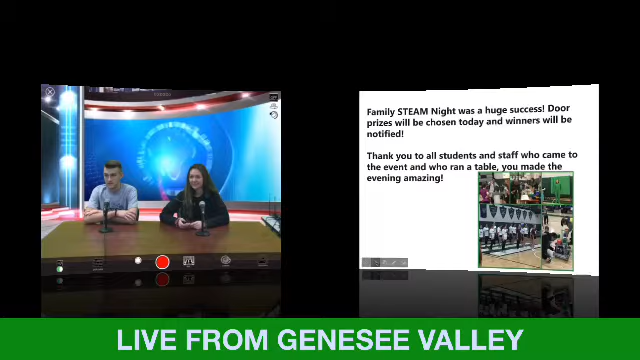 Family STEAM Night was a huge success! Door
prizes will be chosen today and winners will be
notified!
Thank you to all students and staff who came to
the event and who ran a table, you made the
evening amazing!
LIVE FROM GENESEE VALLEY